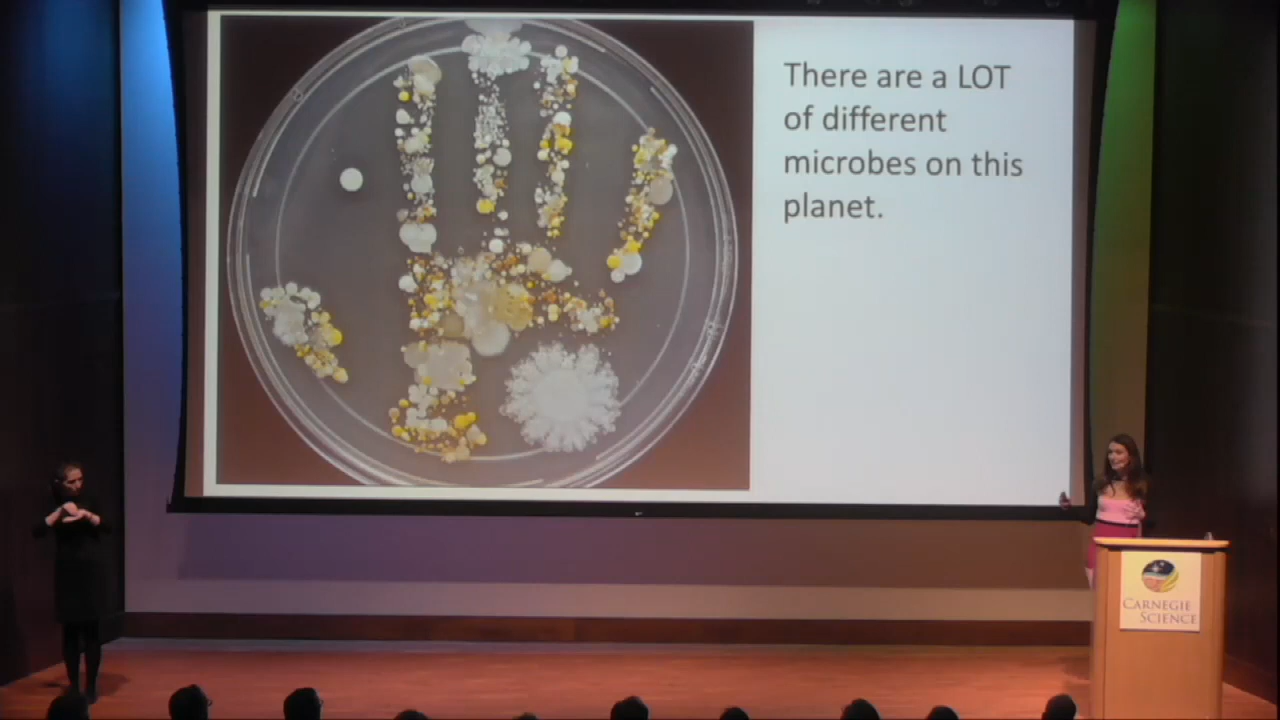 There are a LOT
of different
microbes on this
planet.
CARNEGIE
SCIENCE